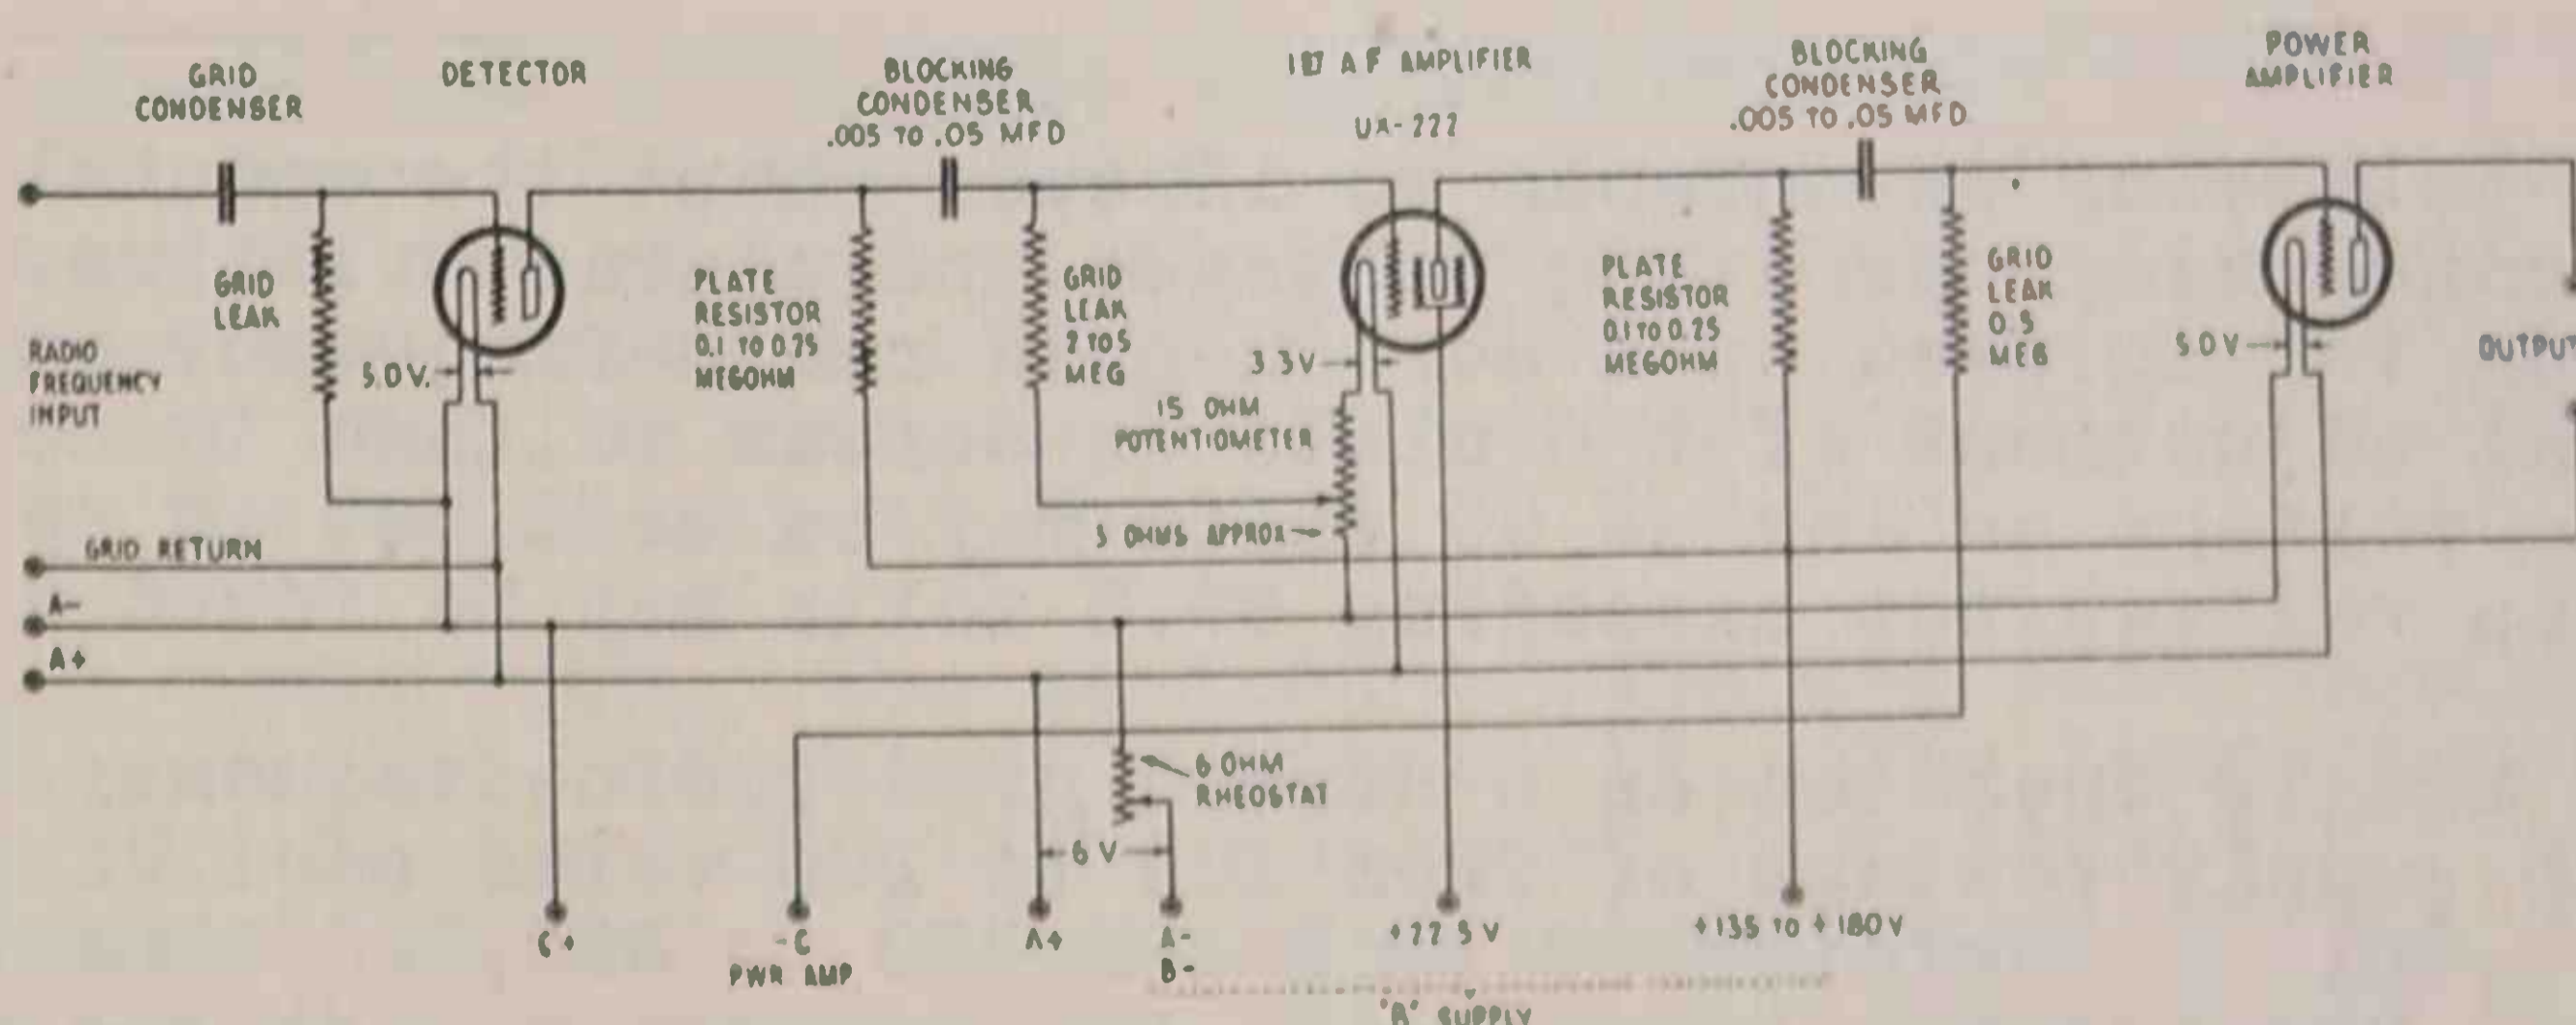 GRID
CONDENSER
DETECTOR
BLOCKING
CONDENSER
.005 TO .05 MFD
1ST A F AMPLIFIER
UX-222
BLOCKING
CONDENSER
.005 TO .05 MFD
POWER
AMPLIFIER
GRID
LEAK
RADIO
FREQUENCY
INPUT
5.0 V.
PLATE
RESISTOR
0.1 TO 0.25
MEGOHM
GRID
LEAK
2 TO 5
MEG
3.3 V
15 OHM
POTENTIOMETER
OHMS APPROX
PLATE
RESISTOR
0.1 TO 0.25
MEGOHM
GRID
LEAK
0.5
MEG
5.0 V
OUTPUT
GRID RETURN
A-
A+
6 OHM
RHEOSTAT
6 V
C+
-C
PWR AMP
A+
A-
B-
+22.5 V
+135 TO +180 V
"B" SUPPLY